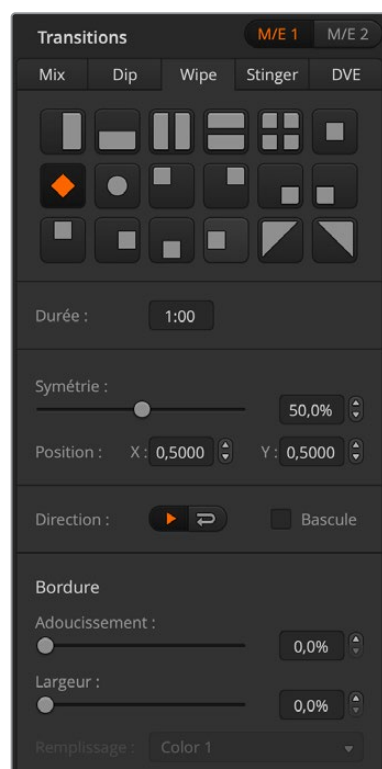 Transitions M/E 1 M/E 2
Mix Dip Wipe Stinger DVE
Durée : 1:00
Symétrie :
50,0%
Position : X : 0,5000 Y : 0,5000
Direction : Bascule
Bordure
Adoucissement :
0,0%
Largeur :
0,0%
Remplissage : Color 1